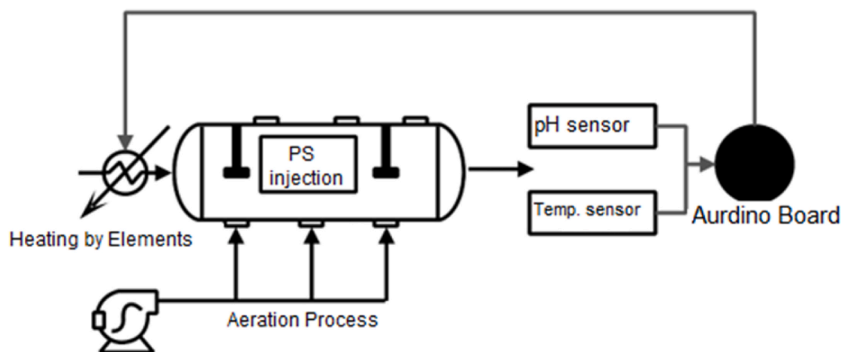 PS
injection
pH sensor
Temp. sensor
Aurdino Board
Heating by Elements
Aeration Process